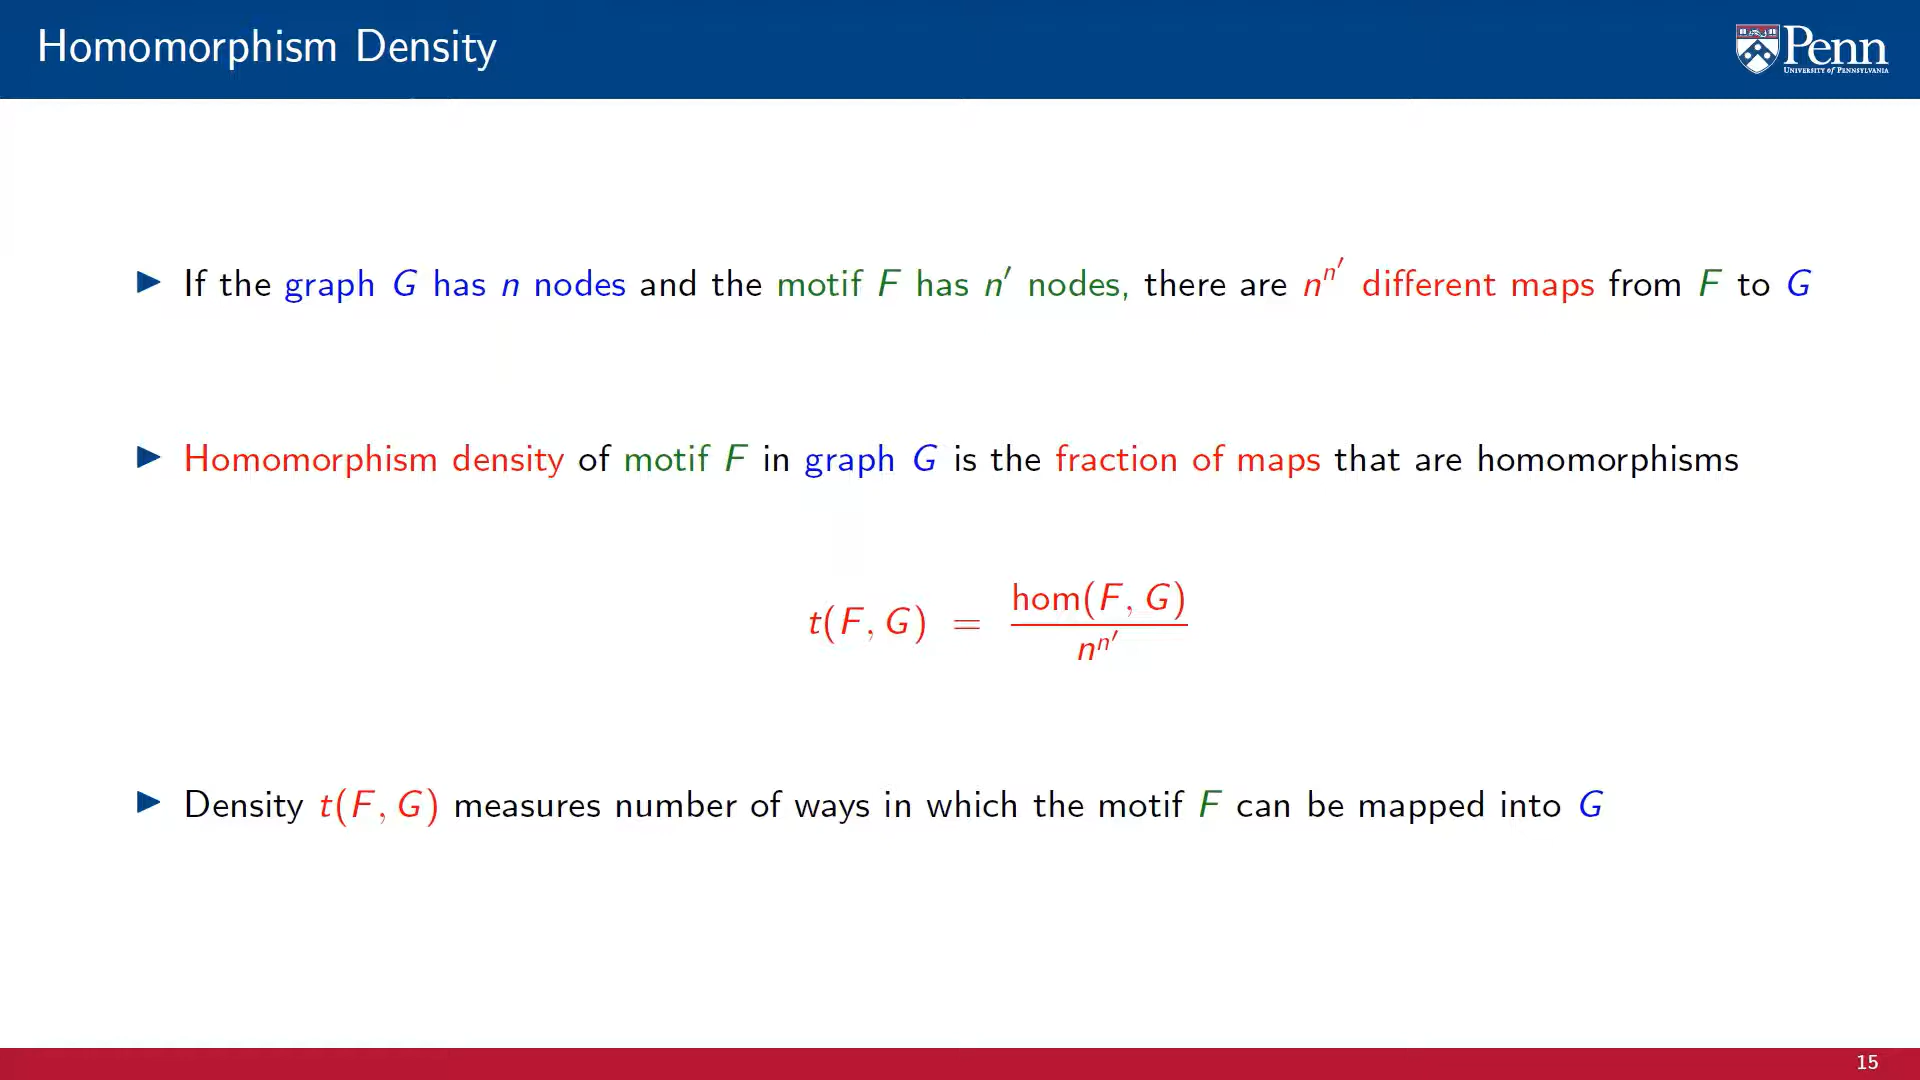 Homomorphism Density
Penn
UNIVERSITY of PENNSYLVANIA
▶ If the graph G has n nodes and the motif F has n′ nodes, there are n^{n′} different maps from F to G
▶ Homomorphism density of motif F in graph G is the fraction of maps that are homomorphisms
t(F, G) = hom(F, G) / n^{n′}
▶ Density t(F, G) measures number of ways in which the motif F can be mapped into G
15